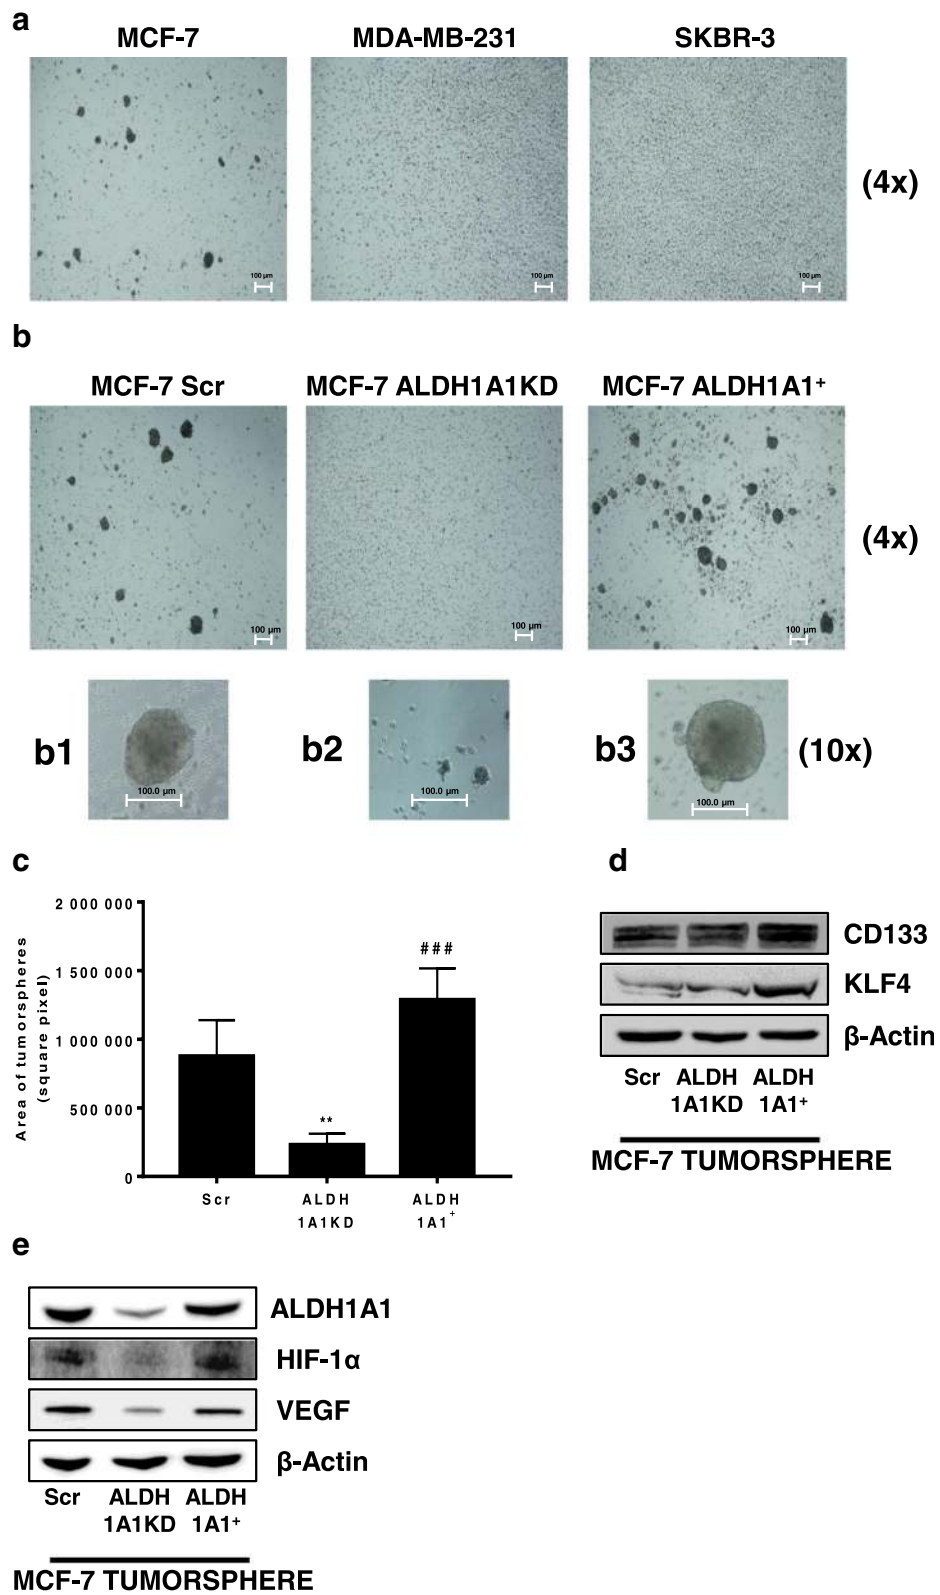 a
MCF-7 MDA-MB-231 SKBR-3
(4x)
100 µm 100 µm 100 µm
b
MCF-7 Scr MCF-7 ALDH1A1KD MCF-7 ALDH1A1+
(4x)
100 µm 100 µm 100 µm
b1 b2 b3 (10x)
100.0 µm 100.0 µm 100.0 µm
c
Area of tumorspheres
(square pixel)
2 000 000
1 500 000
1 000 000
500 000
0
**
###
Scr ALDH 1A1KD ALDH 1A1+
d
CD133
KLF4
β-Actin
Scr ALDH ALDH
1A1KD 1A1+
MCF-7 TUMORSPHERE
e
ALDH1A1
HIF-1α
VEGF
β-Actin
Scr ALDH ALDH
1A1KD 1A1+
MCF-7 TUMORSPHERE